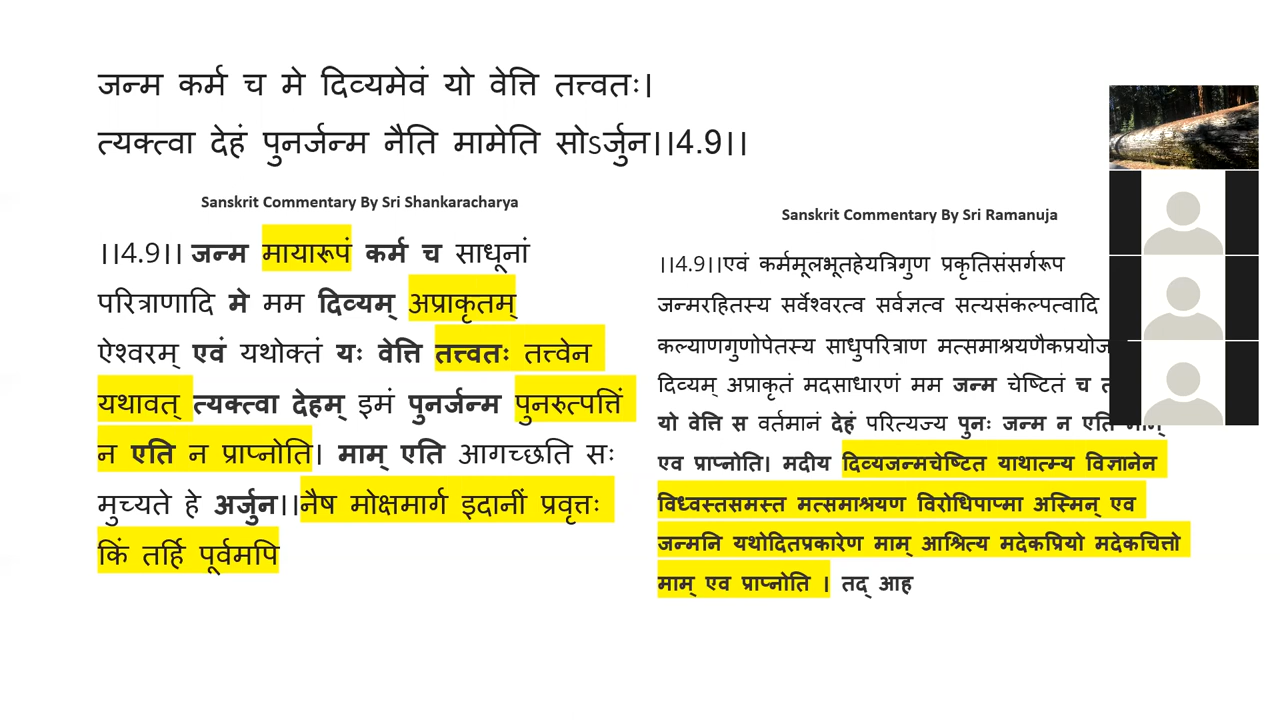 जन्म कर्म च मे दिव्यमेवं यो वेत्ति तत्त्वतः।
त्यक्त्वा देहं पुनर्जन्म नैति मामेति सोऽर्जुन।।4.9।।
Sanskrit Commentary By Sri Shankaracharya
।।4.9।। जन्म मायारूपं कर्म च साधूनां
परित्राणादि मे मम दिव्यम् अप्राकृतम्
ऐश्वरम् एवं यथोक्तं यः वेत्ति तत्त्वतः तत्त्वेन
यथावत् त्यक्त्वा देहम् इमं पुनर्जन्म पुनरुत्पत्तिं
न एति न प्राप्नोति। माम् एति आगच्छति सः
मुच्यते हे अर्जुन।।नैष मोक्षमार्ग इदानीं प्रवृत्तः
किं तर्हि पूर्वमपि
Sanskrit Commentary By Sri Ramanuja
।।4.9।।एवं कर्ममूलभूतहेयत्रिगुण प्रकृतिसंसर्गरूप
जन्मरहितस्य सर्वेश्वरत्व सर्वज्ञत्व सत्यसंकल्पत्वादि
कल्याणगुणोपेतस्य साधुपरित्राण
दिव्यम् अप्राकृतं मदसाधारणं मम जन्म चेष्टितं च
यो वेत्ति स वर्तमानं देहं परित्यज्य पुनः जन्म न एति माम्
एव प्राप्नोति। मदीय दिव्यजन्मचेष्टित याथात्म्य विज्ञानेन
विध्वस्तसमस्त मत्समाश्रयण विरोधिपाप्मा अस्मिन् एव
जन्मनि यथोदितप्रकारेण माम् आश्रित्य मदेकप्रियो मदेकचित्तो
माम् एव प्राप्नोति । तद् आह